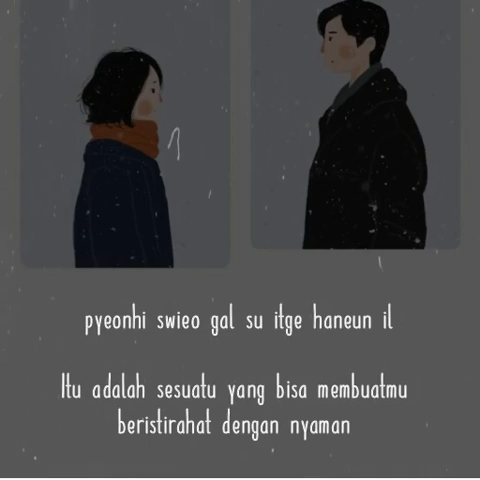 pyeonhi swieo gal su itge haneun il
Itu adalah sesuatu yang bisa membuatmu
beristirahat dengan nyaman